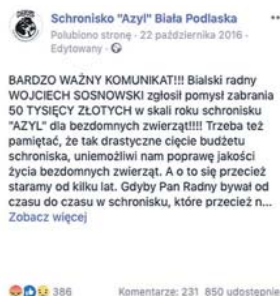 Schronisko "Azyl" Biała Podlaska
Polubiono stronę · 22 października 2016 ·
Edytowany ·
BARDZO WAŻNY KOMUNIKAT!!! Bialski radny
WOJCIECH SOSNOWSKI zgłosił pomysł zabrania
50 TYSIĘCY ZŁOTYCH w skali roku schronisku
"AZYL" dla bezdomnych zwierząt!!!! Trzeba też
pamiętać, że tak drastyczne cięcie budżetu
schroniska, uniemożliwi nam poprawę jakości
życia bezdomnych zwierząt. A o to się przecież
staramy od kilku lat. Gdyby Pan Radny bywał od
czasu do czasu w schronisku, które przecież n...
Zobacz więcej
386 Komentarze: 231 850 udostępnie